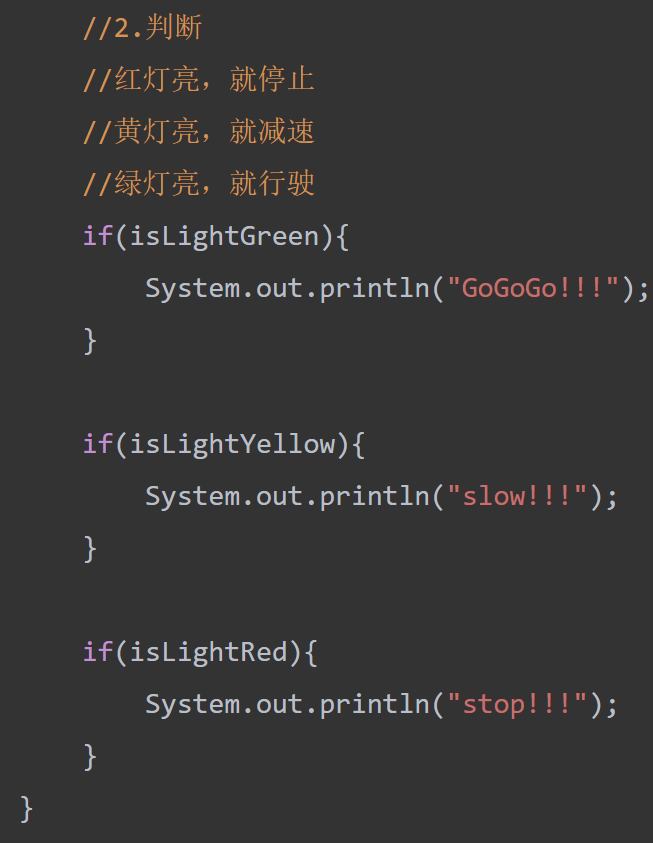 //2.判断
//红灯亮，就停止
//黄灯亮，就减速
//绿灯亮，就行驶
if(isLightGreen){
System.out.println("GoGoGo!!!");
}
if(isLightYellow){
System.out.println("slow!!!");
}
if(isLightRed){
System.out.println("stop!!!");
}
}